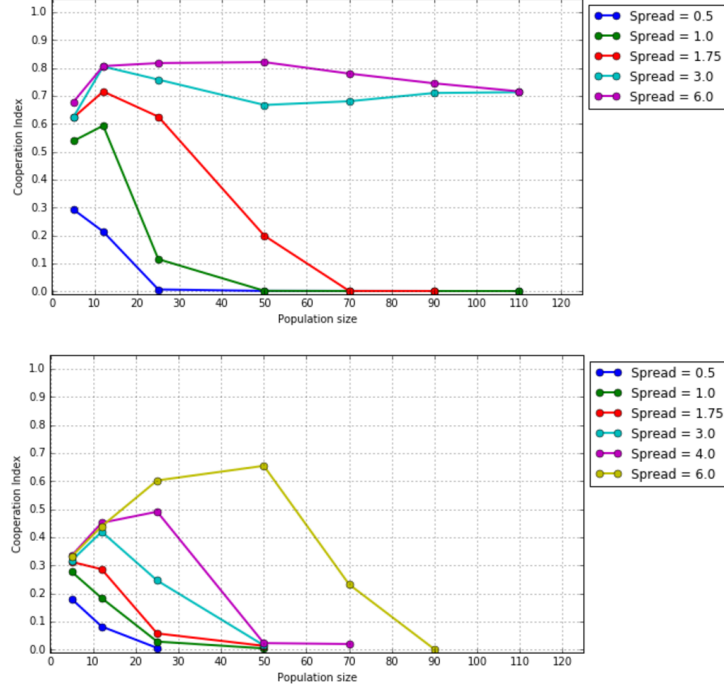 1.0
0.9
0.8
0.7
0.6
0.5
0.4
0.3
0.2
0.1
0.0
Cooperation Index
0 10 20 30 40 50 60 70 80 90 100 110 120
Population size
Spread = 0.5
Spread = 1.0
Spread = 1.75
Spread = 3.0
Spread = 6.0
1.0
0.9
0.8
0.7
0.6
0.5
0.4
0.3
0.2
0.1
0.0
Cooperation Index
0 10 20 30 40 50 60 70 80 90 100 110 120
Population size
Spread = 0.5
Spread = 1.0
Spread = 1.75
Spread = 3.0
Spread = 4.0
Spread = 6.0